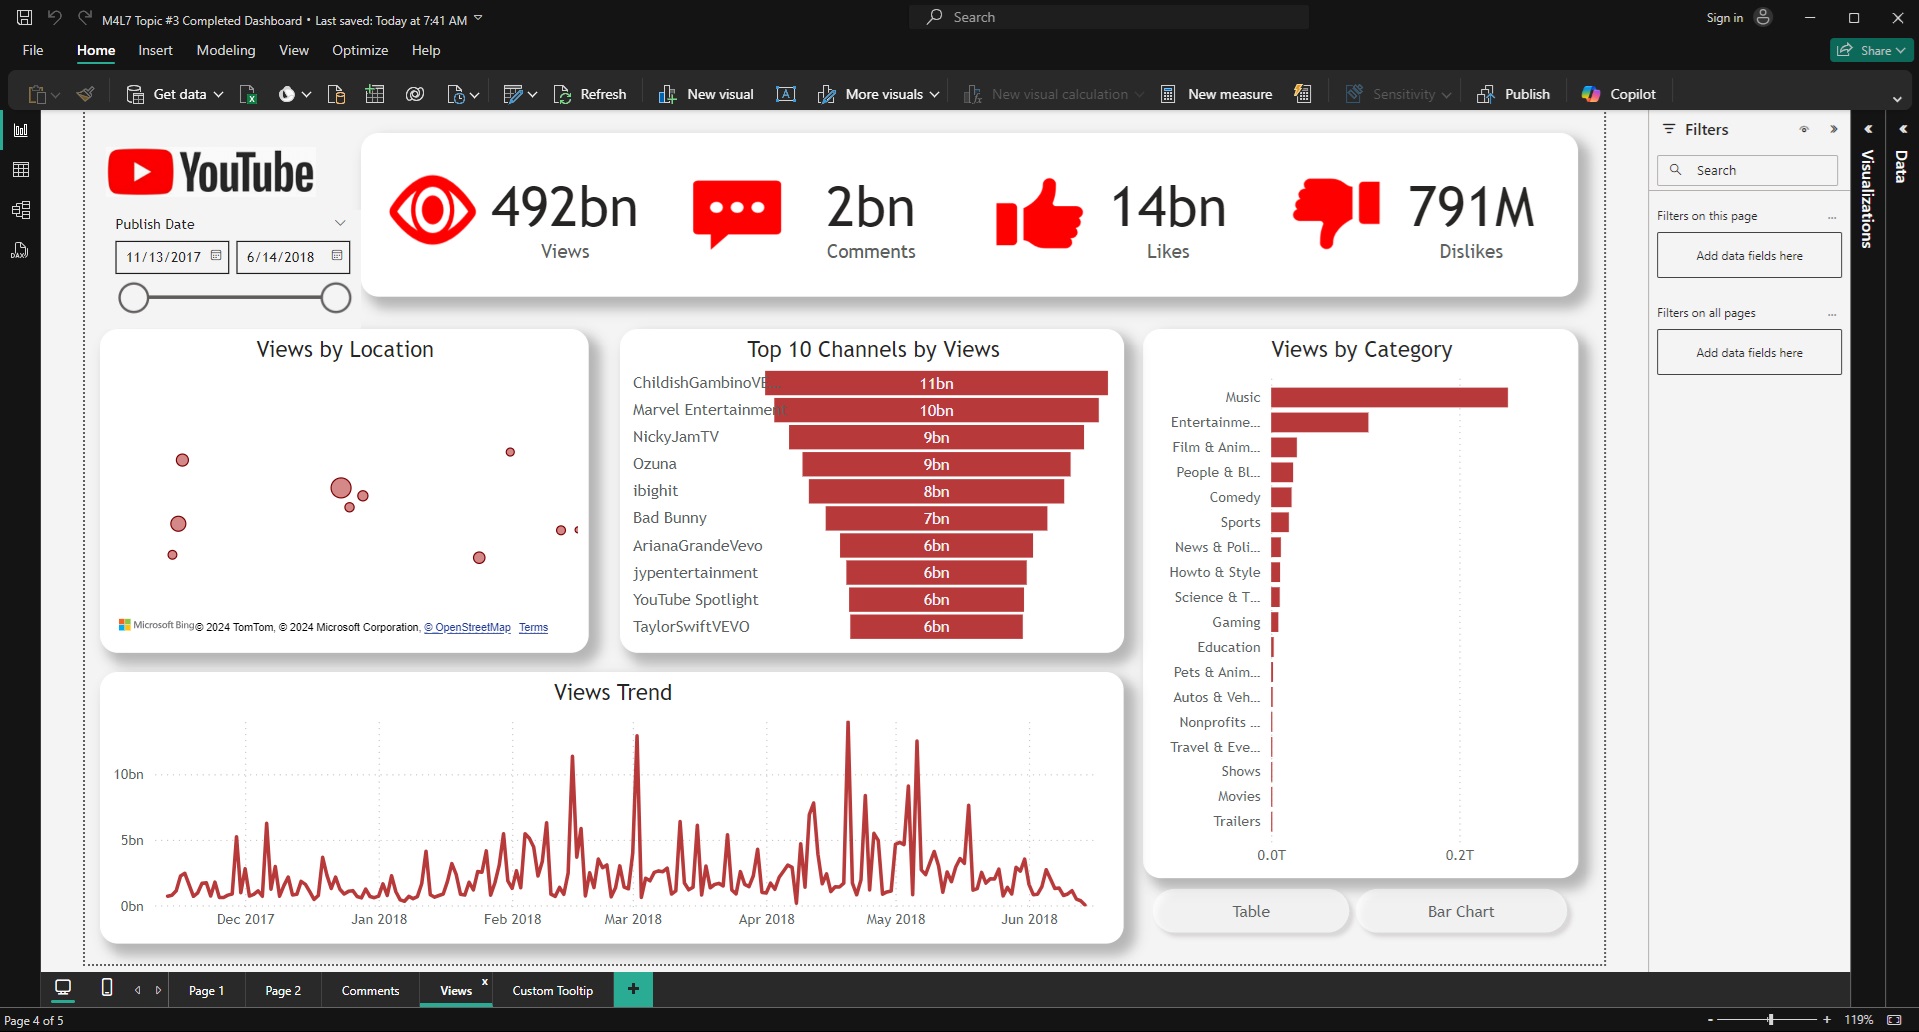 M4L7 Topic #3 Completed Dashboard • Last saved: Today at 7:41 AM
Search
Sign in
File
Home
Insert
Modeling
View
Optimize
Help
Share
Get data
Refresh
New visual
More visuals
New visual calculation
New measure
Sensitivity
Publish
Copilot
YouTube
Publish Date
11/13/2017
6/14/2018
492bn
Views
2bn
Comments
14bn
Likes
791M
Dislikes
Views by Location
Microsoft Bing
© 2024 TomTom, © 2024 Microsoft Corporation, © OpenStreetMap Terms
Top 10 Channels by Views
ChildishGambinoVE... 11bn
Marvel Entertainment 10bn
NickyJamTV 9bn
Ozuna 9bn
ibighit 8bn
Bad Bunny 7bn
ArianaGrandeVevo 6bn
jypentertainment 6bn
YouTube Spotlight 6bn
TaylorSwiftVEVO 6bn
Views by Category
Music
Entertainme...
Film & Anim...
People & Bl...
Comedy
Sports
News & Poli...
Howto & Style
Science & T...
Gaming
Education
Pets & Anim...
Autos & Veh...
Nonprofits ...
Travel & Eve...
Shows
Movies
Trailers
0.0T
0.2T
Views Trend
10bn
5bn
0bn
Dec 2017
Jan 2018
Feb 2018
Mar 2018
Apr 2018
May 2018
Jun 2018
Table
Bar Chart
Filters
Search
Filters on this page
...
Add data fields here
Filters on all pages
...
Add data fields here
Visualizations
Data
DAX
Page 1
Page 2
Comments
Views
x
Custom Tooltip
+
Page 4 of 5
-
+
119%